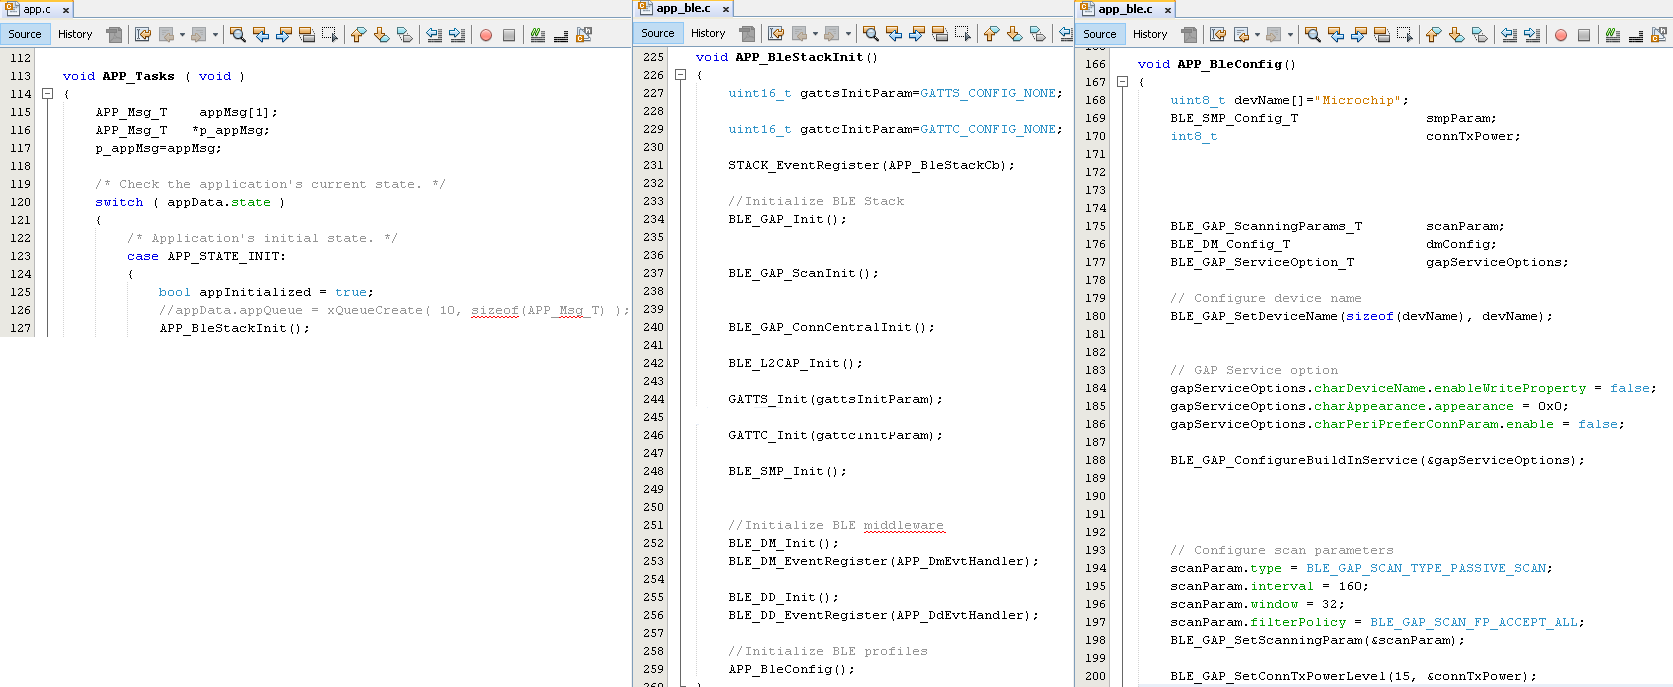 app.c x
Source History
112
113 void APP_Tasks ( void )
114 {
115 APP_Msg_T appMsg[1];
116 APP_Msg_T *p_appMsg;
117 p_appMsg=appMsg;
118
119 /* Check the application's current state. */
120 switch ( appData.state )
121 {
122 /* Application's initial state. */
123 case APP_STATE_INIT:
124 {
125 bool appInitialized = true;
126 //appData.appQueue = xQueueCreate( 10, sizeof(APP_Msg_T) );
127 APP_BleStackInit();
app_ble.c x
Source History
225 void APP_BleStackInit()
226 {
227 uint16_t gattsInitParam=GATTS_CONFIG_NONE;
228
229 uint16_t gattcInitParam=GATTC_CONFIG_NONE;
230
231 STACK_EventRegister(APP_BleStackCb);
232
233 //Initialize BLE Stack
234 BLE_GAP_Init();
235
236
237 BLE_GAP_ScanInit();
238
239
240 BLE_GAP_ConnCentralInit();
241
242 BLE_L2CAP_Init();
243
244 GATTS_Init(gattsInitParam);
245
246 GATTC_Init(gattcInitParam);
247
248 BLE_SMP_Init();
249
250
251 //Initialize BLE middleware
252 BLE_DM_Init();
253 BLE_DM_EventRegister(APP_DmEvtHandler);
254
255 BLE_DD_Init();
256 BLE_DD_EventRegister(APP_DdEvtHandler);
257
258 //Initialize BLE profiles
259 APP_BleConfig();
260 }
app_ble.c x
Source History
166 void APP_BleConfig()
167 {
168 uint8_t devName[]="Microchip";
169 BLE_SMP_Config_T smpParam;
170 int8_t connTxPower;
171
172
173
174
175 BLE_GAP_ScanningParams_T scanParam;
176 BLE_DM_Config_T dmConfig;
177 BLE_GAP_ServiceOption_T gapServiceOptions;
178
179 // Configure device name
180 BLE_GAP_SetDeviceName(sizeof(devName), devName);
181
182
183 // GAP Service option
184 gapServiceOptions.charDeviceName.enableWriteProperty = false;
185 gapServiceOptions.charAppearance.appearance = 0x0;
186 gapServiceOptions.charPeriPreferConnParam.enable = false;
187
188 BLE_GAP_ConfigureBuildInService(&gapServiceOptions);
189
190
191
192
193 // Configure scan parameters
194 scanParam.type = BLE_GAP_SCAN_TYPE_PASSIVE_SCAN;
195 scanParam.interval = 160;
196 scanParam.window = 32;
197 scanParam.filterPolicy = BLE_GAP_SCAN_FP_ACCEPT_ALL;
198 BLE_GAP_SetScanningParam(&scanParam);
199
200 BLE_GAP_SetConnTxPowerLevel(15, &connTxPower);